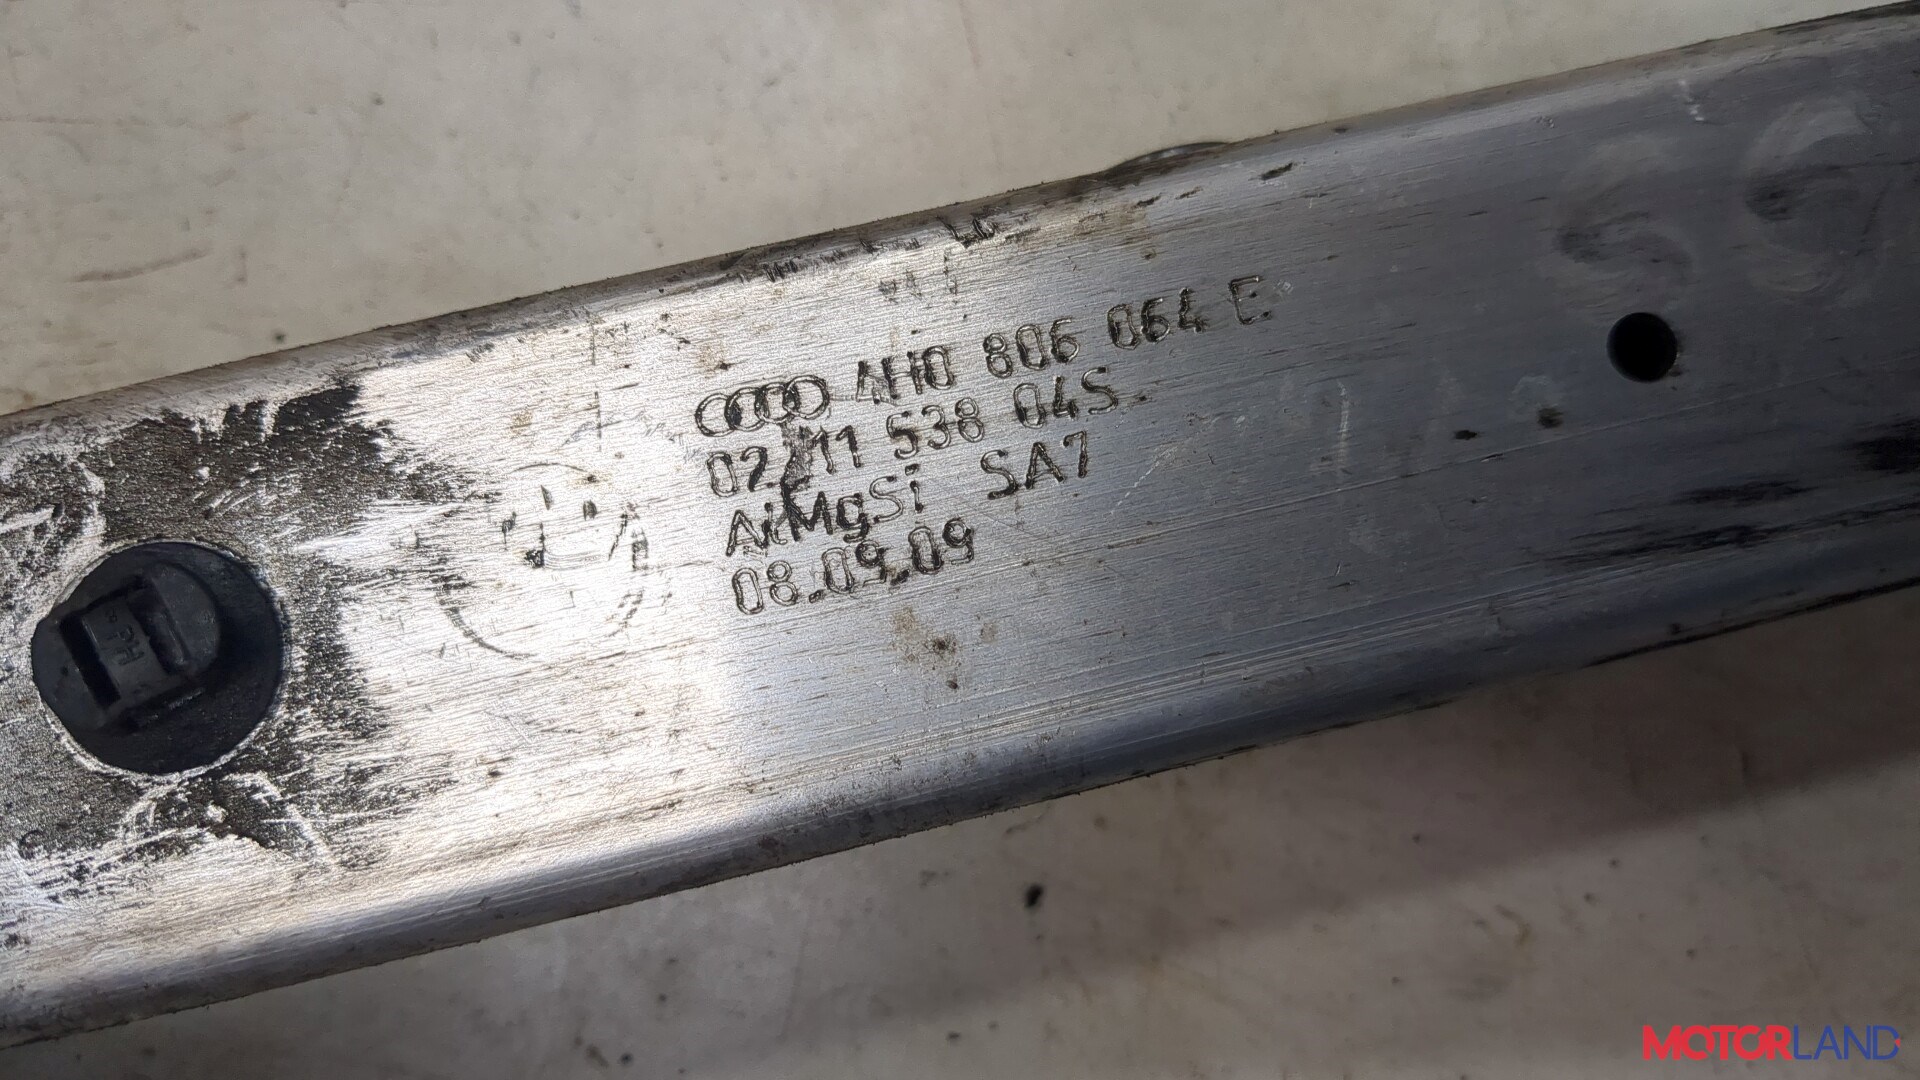 4H0 806 064 E
02 11 538 04S
AlMgSi SA7
08.09.09
MOTORLAND